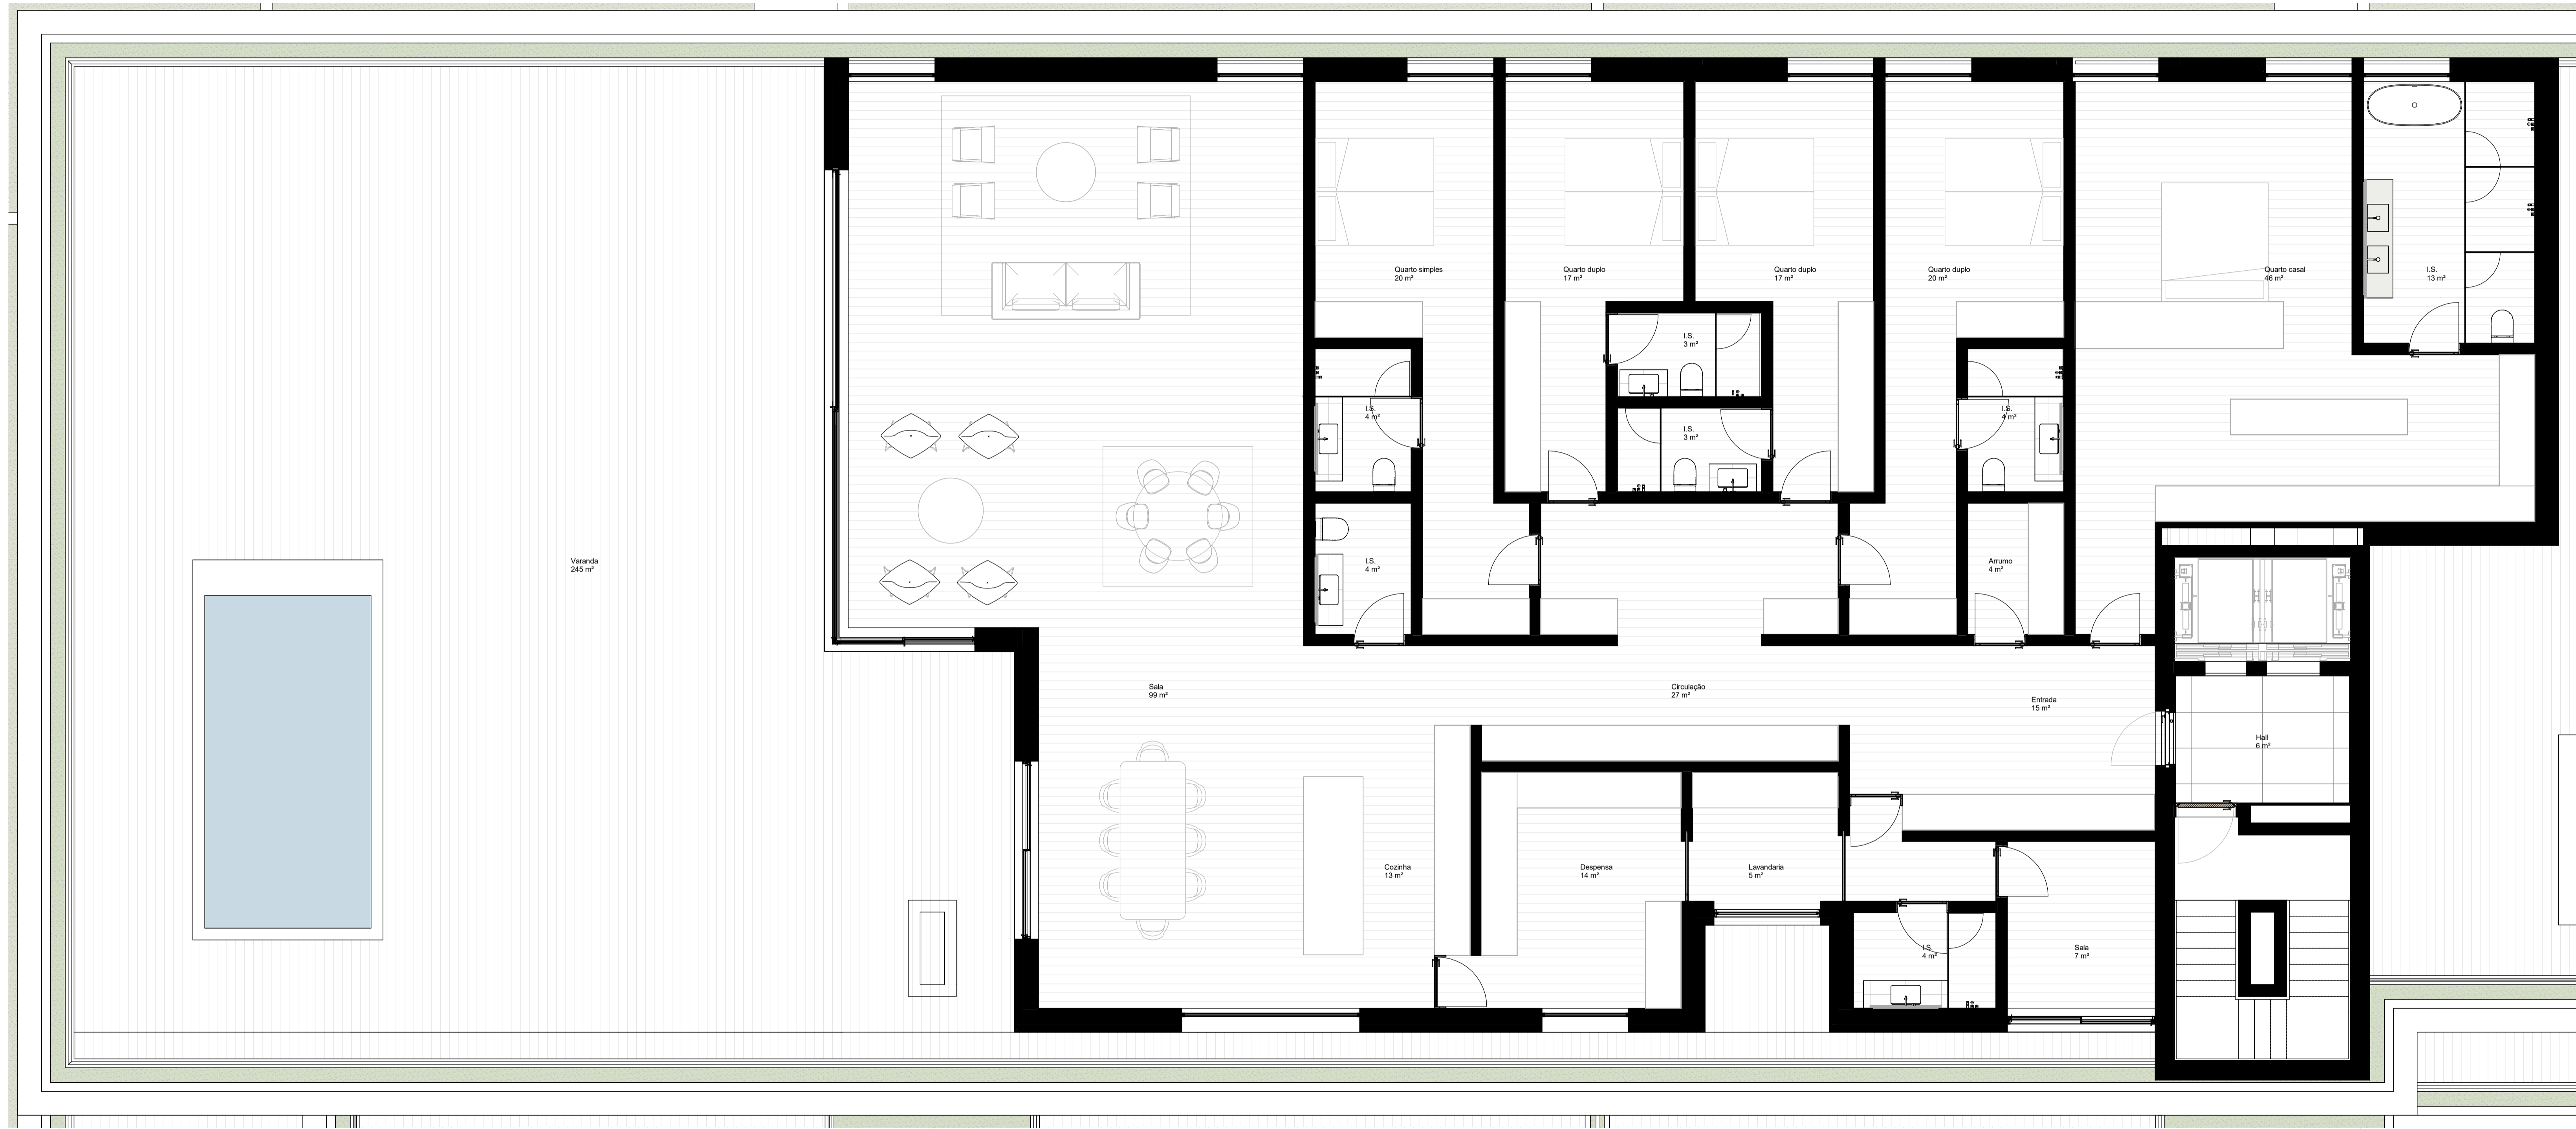 Quarto simples
20 m²
Quarto duplo
17 m²
Quarto duplo
17 m²
Quarto duplo
20 m²
Quarto casal
46 m²
I.S.
13 m²
I.S.
3 m²
I.S.
4 m²
I.S.
3 m²
I.S.
4 m²
Varanda
245 m²
I.S.
4 m²
Arrumo
4 m²
Sala
99 m²
Circulação
27 m²
Entrada
15 m²
Hall
6 m²
Cozinha
13 m²
Despensa
14 m²
Lavandaria
5 m²
I.S.
4 m²
Sala
7 m²